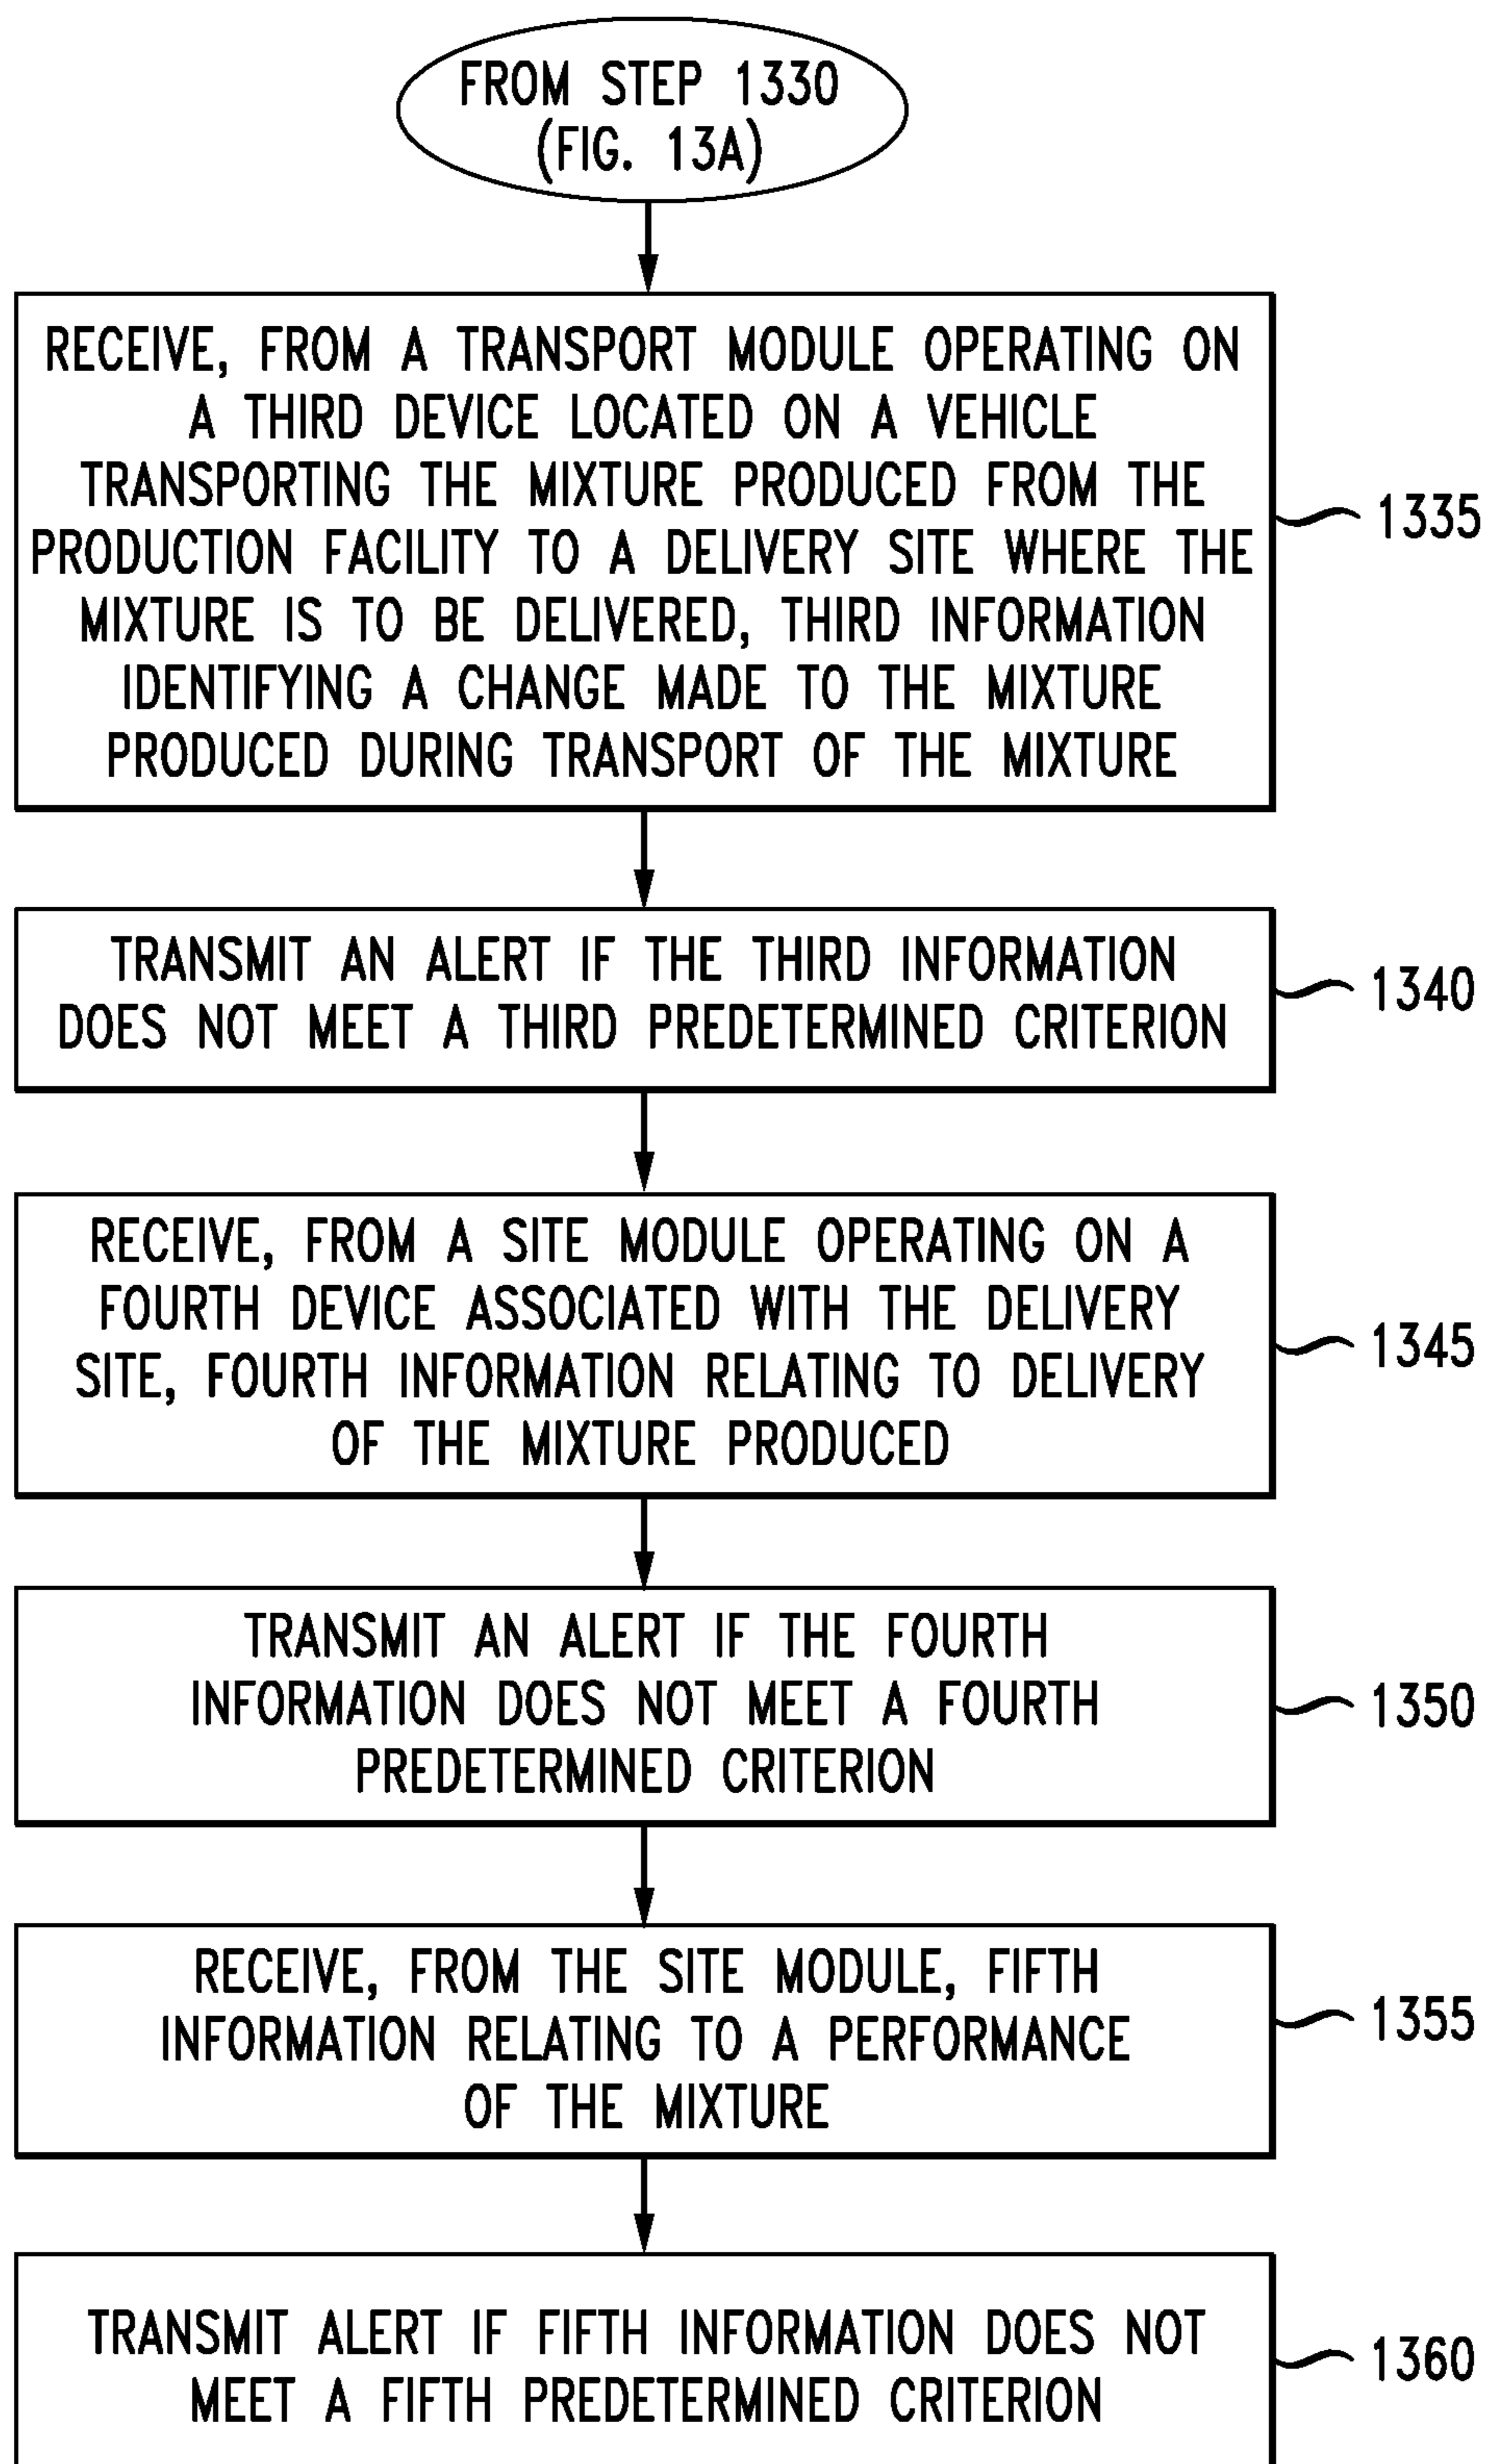 FROM STEP 1330
(FIG. 13A)
RECEIVE, FROM A TRANSPORT MODULE OPERATING ON
A THIRD DEVICE LOCATED ON A VEHICLE
TRANSPORTING THE MIXTURE PRODUCED FROM THE
PRODUCTION FACILITY TO A DELIVERY SITE WHERE THE
MIXTURE IS TO BE DELIVERED, THIRD INFORMATION
IDENTIFYING A CHANGE MADE TO THE MIXTURE
PRODUCED DURING TRANSPORT OF THE MIXTURE
1335
TRANSMIT AN ALERT IF THE THIRD INFORMATION
DOES NOT MEET A THIRD PREDETERMINED CRITERION
1340
RECEIVE, FROM A SITE MODULE OPERATING ON A
FOURTH DEVICE ASSOCIATED WITH THE DELIVERY
SITE, FOURTH INFORMATION RELATING TO DELIVERY
OF THE MIXTURE PRODUCED
1345
TRANSMIT AN ALERT IF THE FOURTH
INFORMATION DOES NOT MEET A FOURTH
PREDETERMINED CRITERION
1350
RECEIVE, FROM THE SITE MODULE, FIFTH
INFORMATION RELATING TO A PERFORMANCE
OF THE MIXTURE
1355
TRANSMIT ALERT IF FIFTH INFORMATION DOES NOT
MEET A FIFTH PREDETERMINED CRITERION
1360